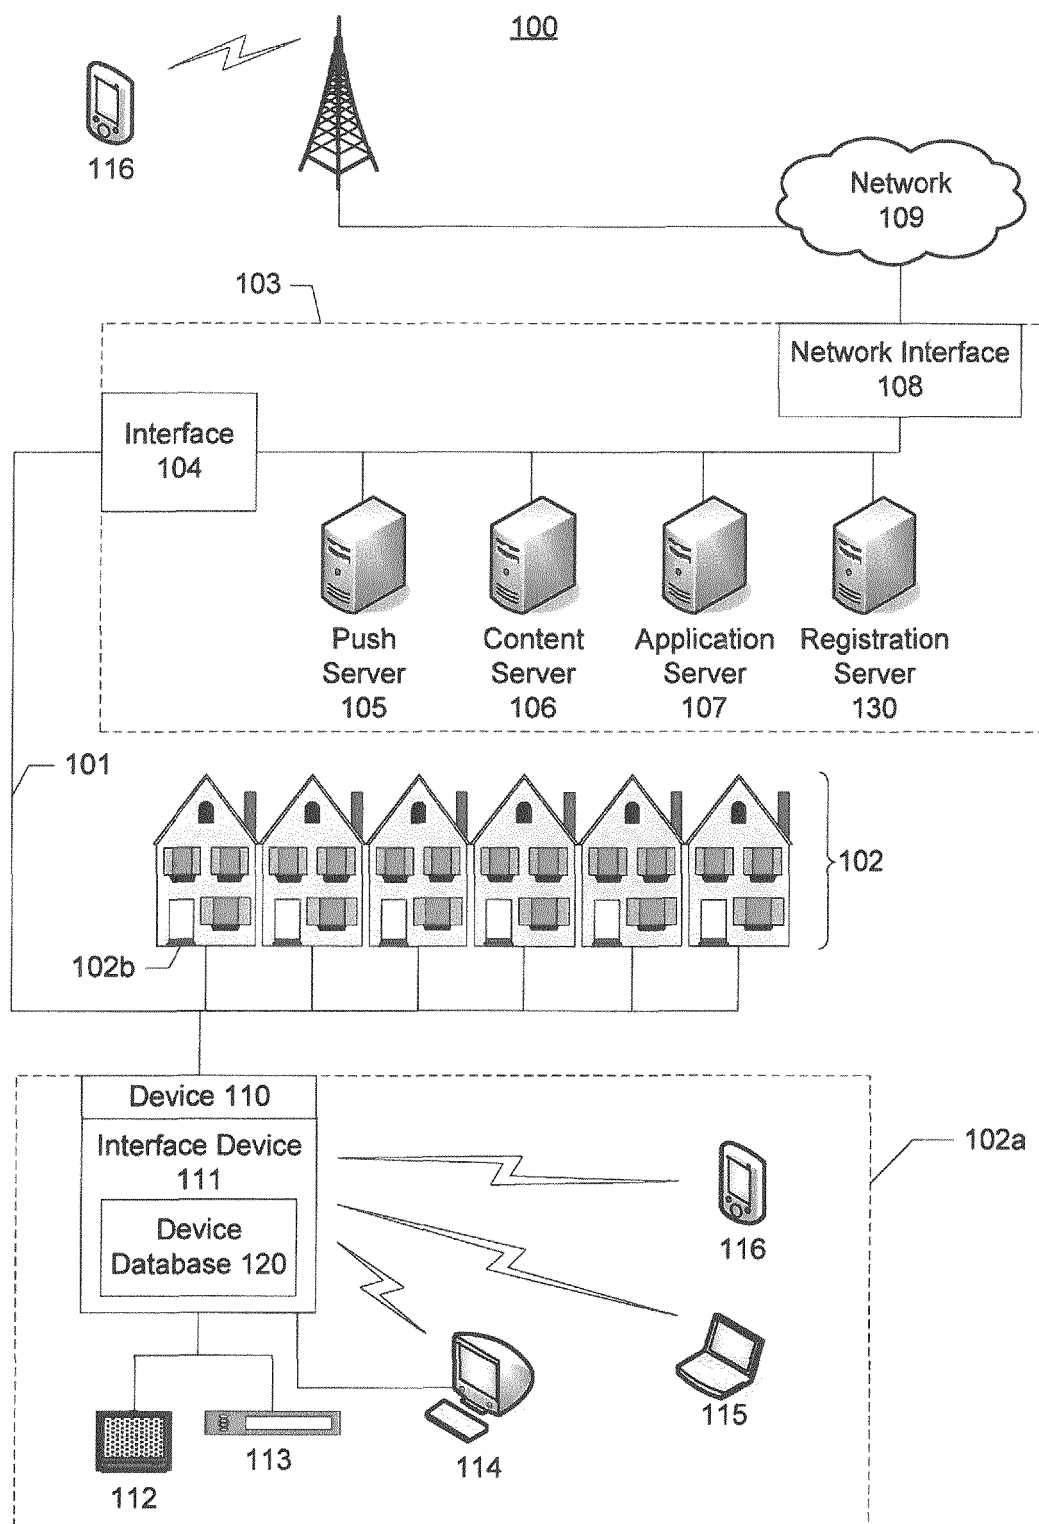 100
116
Network
109
103
Network Interface
108
Interface
104
Push
Server
105
Content
Server
106
Application
Server
107
Registration
Server
130
101
102
102b
Device 110
Interface Device
111
Device
Database 120
102a
116
115
114
113
112